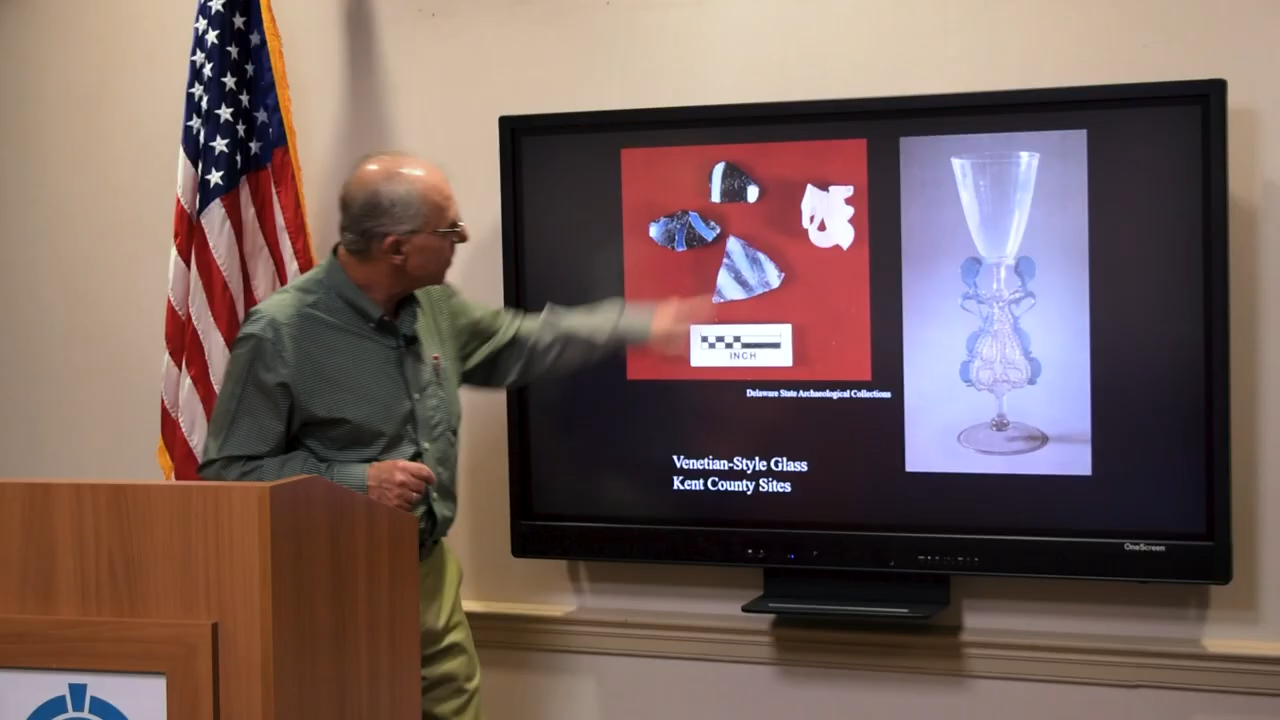 INCH
Delaware State Archaeological Collections
Venetian-Style Glass
Kent County Sites
OneScreen